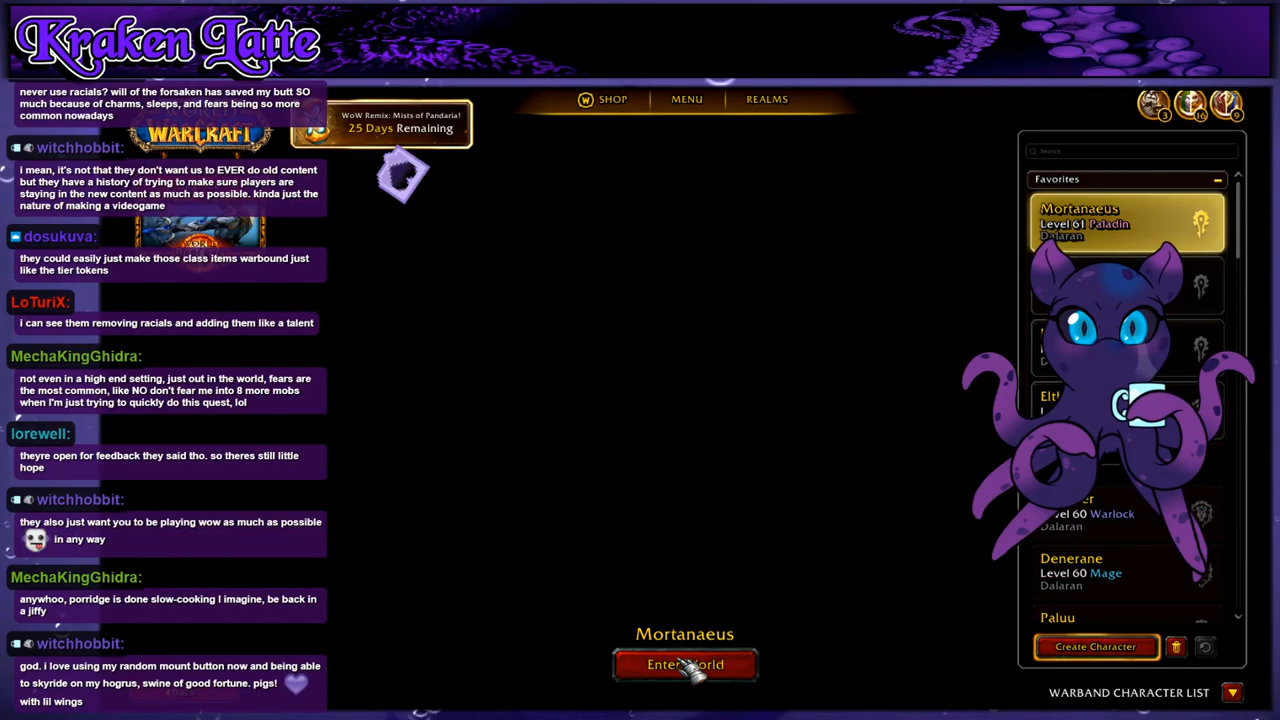 Kraken Latte
never use racials? will of the forsaken has saved my butt SO
much because of charms, sleeps, and fears being so more
common nowadays
WARCRAFT
WoW Remix: Mists of Pandaria!
25 Days Remaining
SHOP
MENU
REALMS
3
16
9
witchhobbit:
i mean, it's not that they don't want us to EVER do old content
but they have a history of trying to make sure players are
staying in the new content as much as possible. kinda just the
nature of making a videogame
dosukuva:
they could easily just make those class items warbound just
like the tier tokens
LoTuriX:
i can see them removing racials and adding them like a talent
MechaKingGhidra:
not even in a high end setting, just out in the world, fears are
the most common, like NO don't fear me into 8 more mobs
when I'm just trying to quickly do this quest, lol
lorewell:
theyre open for feedback they said tho. so theres still little
hope
witchhobbit:
they also just want you to be playing wow as much as possible
in any way
MechaKingGhidra:
anywhoo, porridge is done slow-cooking I imagine, be back in
a jiffy
witchhobbit:
god. i love using my random mount button now and being able
to skyride on my hogrus, swine of good fortune. pigs!
with lil wings
Search
Favorites
Mortanaeus
Level 61 Paladin
Dalaran
Level 60 Warlock
Dalaran
Denerane
Level 60 Mage
Dalaran
Paluu
Create Character
WARBAND CHARACTER LIST
Mortanaeus
Enter World